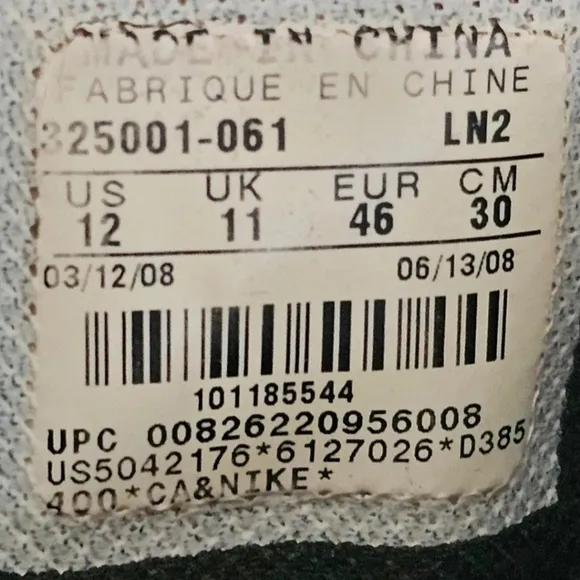 MADE IN CHINA
FABRIQUE EN CHINE
325001-061 LN2
US UK EUR CM
12 11 46 30
03/12/08 06/13/08
101185544
UPC 00826220956008
US5042176*6127026*D385
400*CA&NIKE*